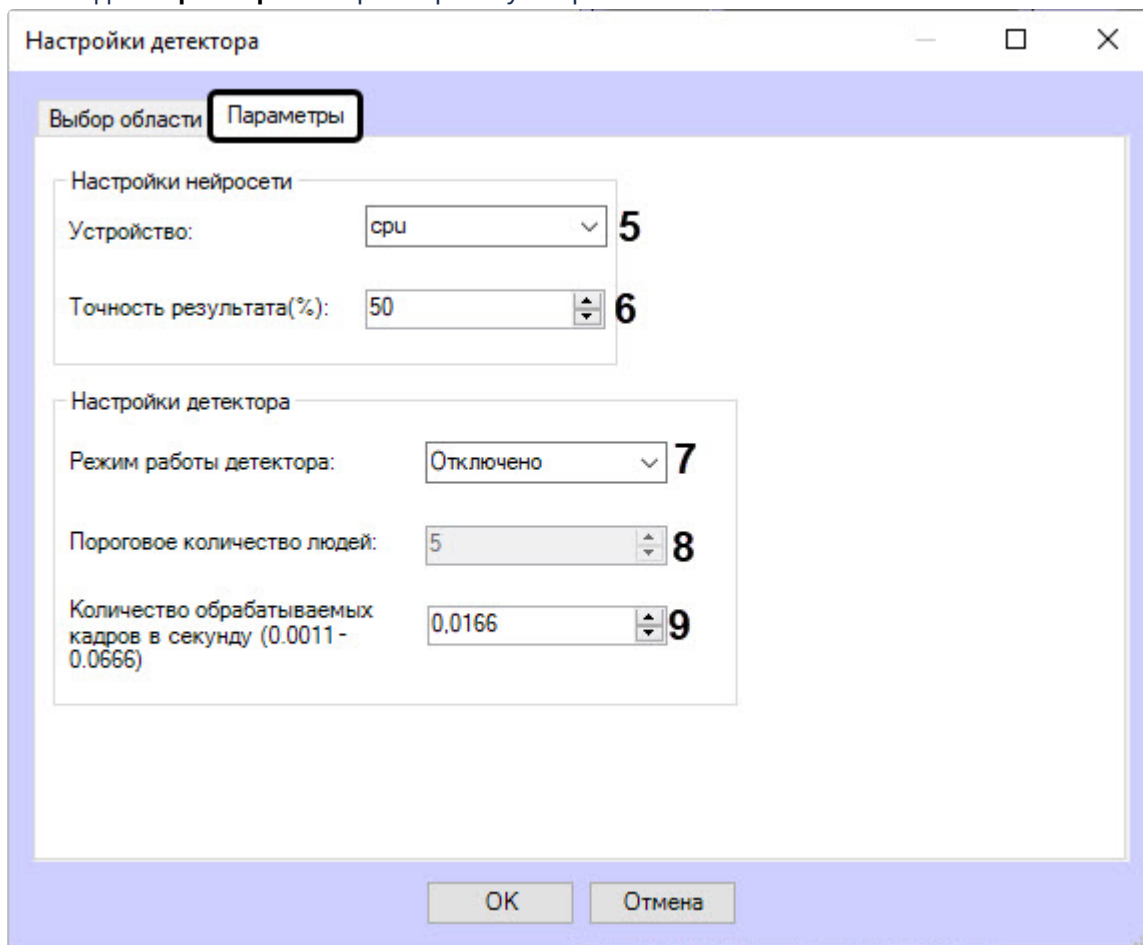 Настройки детектора
Выбор области Параметры
Настройки нейросети
Устройство: cpu 5
Точность результата(%): 50 6
Настройки детектора
Режим работы детектора: Отключено 7
Пороговое количество людей: 5 8
Количество обрабатываемых
кадров в секунду (0.0011 - 0,0166 9
0.0666)
OK Отмена